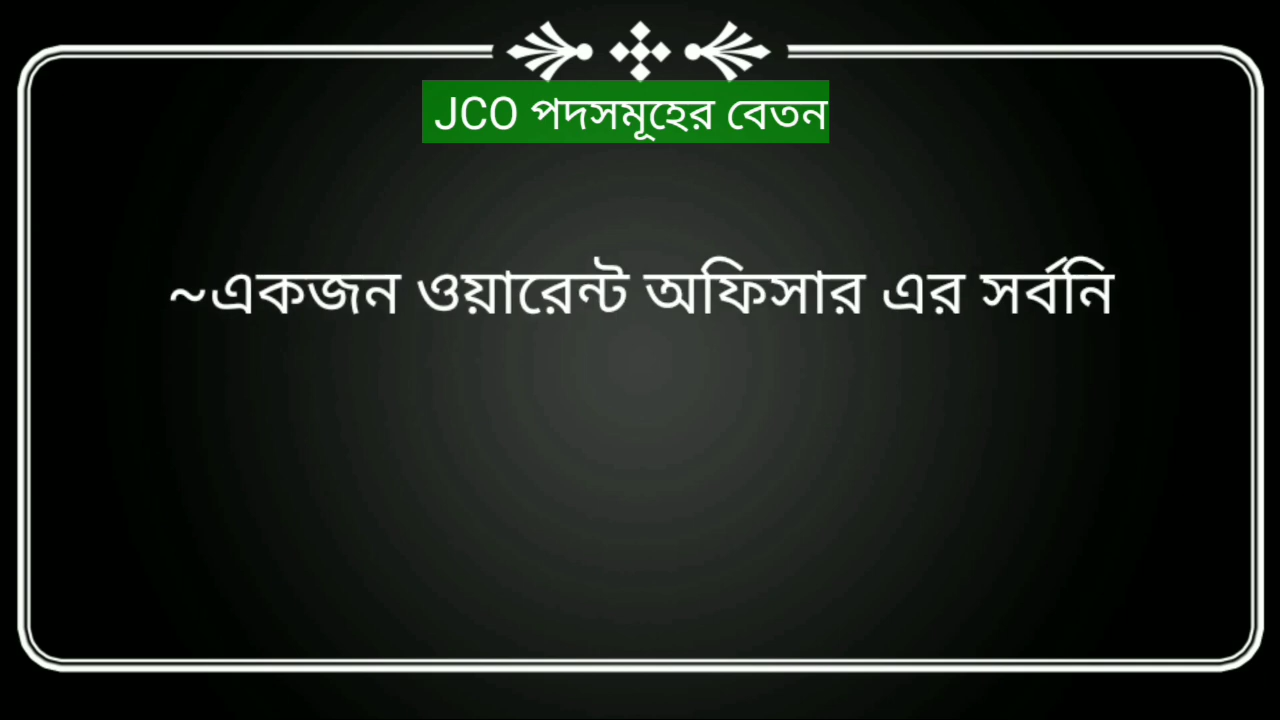 JCO পদসমূহের বেতন
~একজন ওয়ারেন্ট অফিসার এর সর্বনি